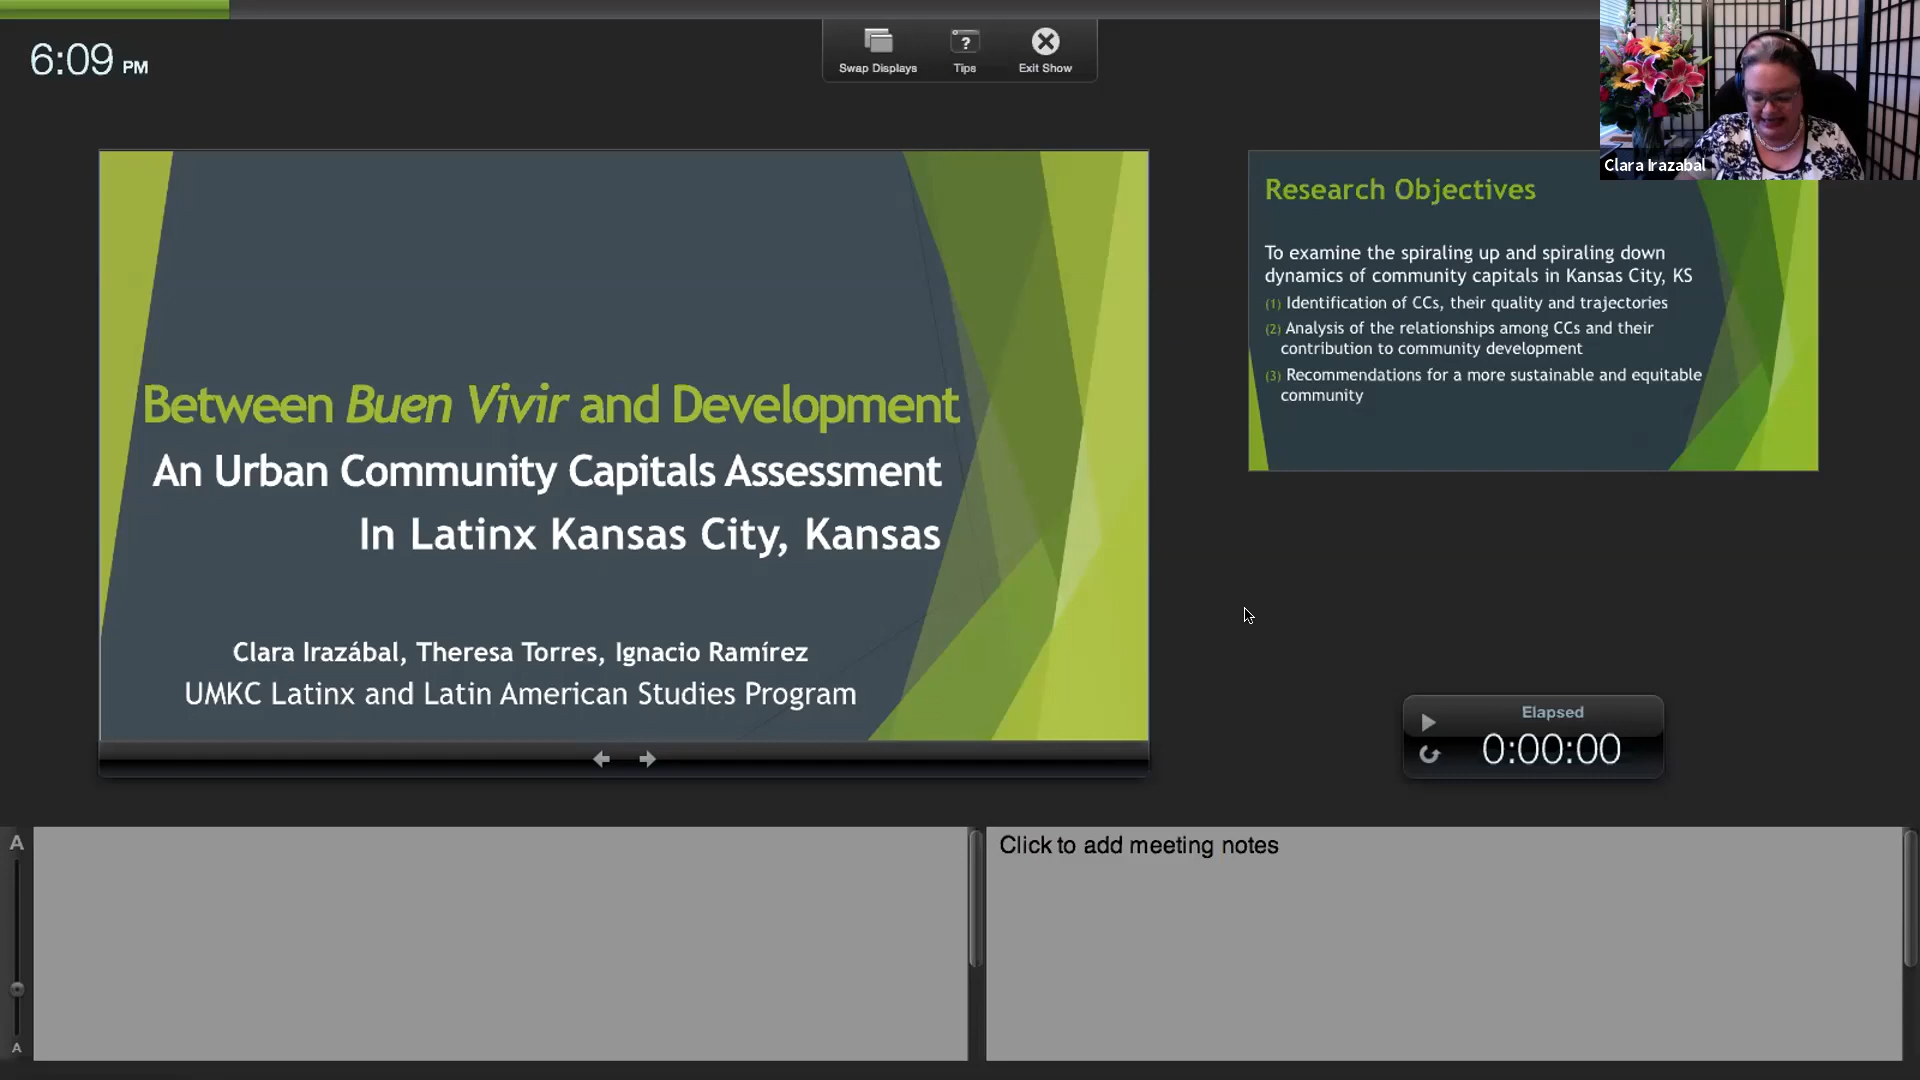 6:09 PM
Swap Displays
Tips
Exit Show
Clara Irazabal
Between Buen Vivir and Development
An Urban Community Capitals Assessment
In Latinx Kansas City, Kansas
Clara Irazábal, Theresa Torres, Ignacio Ramírez
UMKC Latinx and Latin American Studies Program
Research Objectives
To examine the spiraling up and spiraling down
dynamics of community capitals in Kansas City, KS
(1) Identification of CCs, their quality and trajectories
(2) Analysis of the relationships among CCs and their
contribution to community development
(3) Recommendations for a more sustainable and equitable
community
Elapsed
0:00:00
A
A
Click to add meeting notes